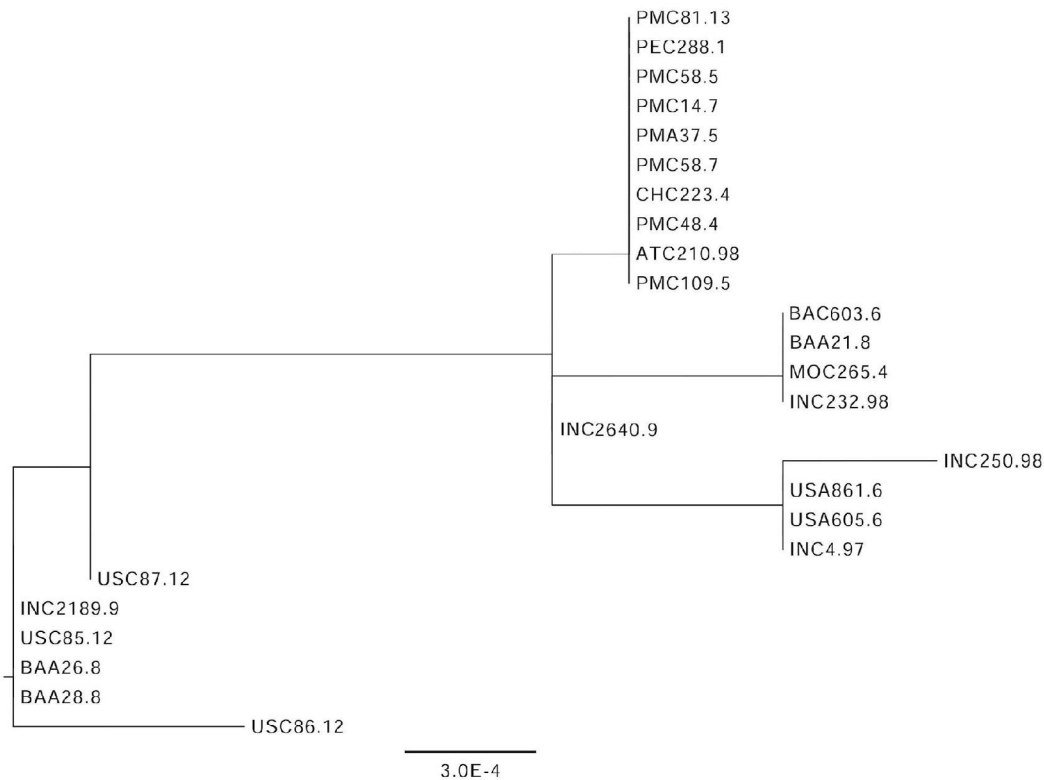 PMC81.13
PEC288.1
PMC58.5
PMC14.7
PMA37.5
PMC58.7
CHC223.4
PMC48.4
ATC210.98
PMC109.5
BAC603.6
BAA21.8
MOC265.4
INC232.98
INC2640.9
INC250.98
USA861.6
USA605.6
INC4.97
USC87.12
INC2189.9
USC85.12
BAA26.8
BAA28.8
USC86.12
3.0E-4